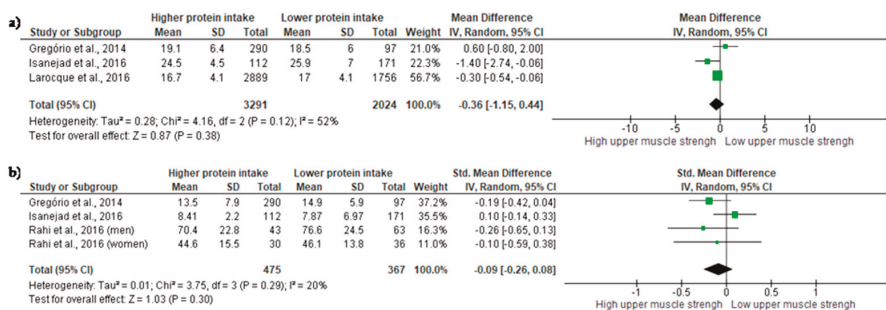 a)
Higher protein intake Lower protein intake Mean Difference Mean Difference
Study or Subgroup Mean SD Total Mean SD Total Weight IV, Random, 95% CI IV, Random, 95% CI
Gregório et al., 2014 19.1 6.4 290 18.5 6 97 21.0% 0.60 [-0.80, 2.00]
Isanejad et al., 2016 24.5 4.5 112 25.9 7 171 22.3% -1.40 [-2.74, -0.06]
Larocque et al., 2016 16.7 4.1 2889 17 4.1 1756 56.7% -0.30 [-0.54, -0.06]
Total (95% CI) 3291 2024 100.0% -0.36 [-1.15, 0.44]
Heterogeneity: Tau² = 0.28; Chi² = 4.16, df = 2 (P = 0.12); I² = 52%
Test for overall effect: Z = 0.87 (P = 0.38)
-10 -5 0 5 10
High upper muscle strengh Low upper muscle strengh
b)
Higher protein intake Lower protein intake Std. Mean Difference Std. Mean Difference
Study or Subgroup Mean SD Total Mean SD Total Weight IV, Random, 95% CI IV, Random, 95% CI
Gregório et al., 2014 13.5 7.9 290 14.9 5.9 97 37.2% -0.19 [-0.42, 0.04]
Isanejad et al., 2016 8.41 2.2 112 7.87 6.97 171 35.5% 0.10 [-0.14, 0.33]
Rahi et al., 2016 (men) 70.4 22.8 43 76.6 24.5 63 16.3% -0.26 [-0.65, 0.13]
Rahi et al., 2016 (women) 44.6 15.5 30 46.1 13.8 36 11.0% -0.10 [-0.59, 0.38]
Total (95% CI) 475 367 100.0% -0.09 [-0.26, 0.08]
Heterogeneity: Tau² = 0.01; Chi² = 3.75, df = 3 (P = 0.29); I² = 20%
Test for overall effect: Z = 1.03 (P = 0.30)
-1 -0.5 0 0.5 1
High upper muscle strengh Low upper muscle strengh